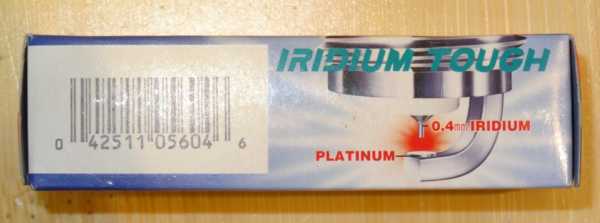 IRIDIUM TOUGH
0.4mm IRIDIUM
PLATINUM
0 42511 05604 6